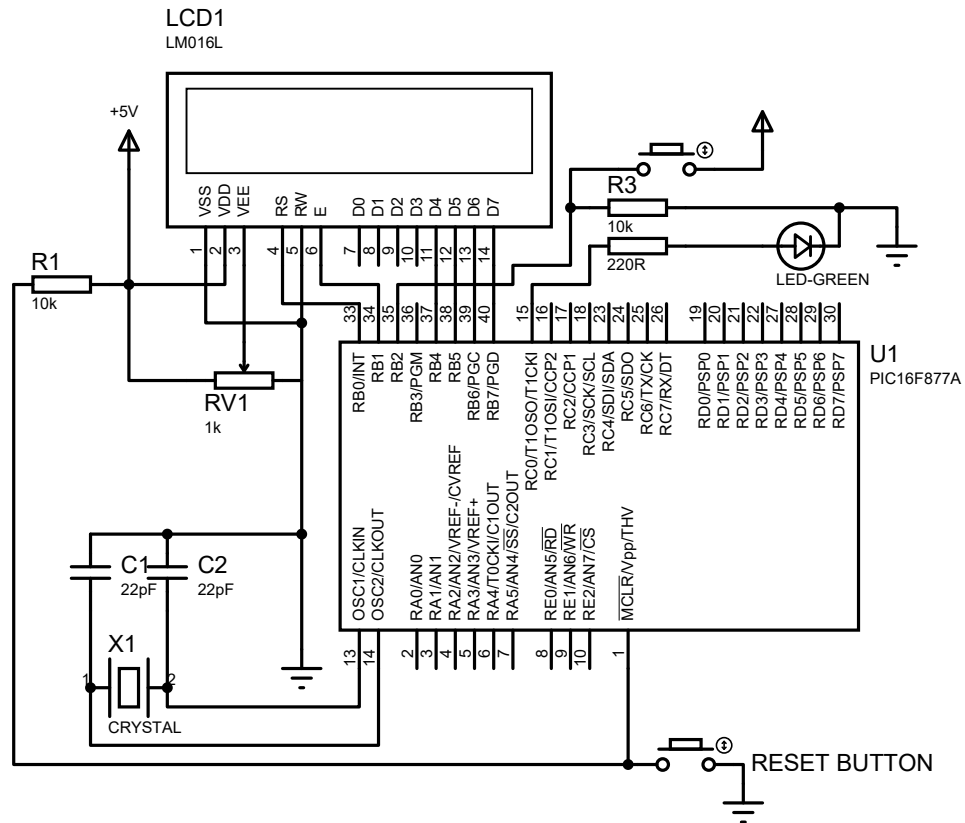 LCD1
LM016L
+5V
VSS
VDD
VEE
RS
RW
E
D0
D1
D2
D3
D4
D5
D6
D7
1
2
3
4
5
6
7
8
9
10
11
12
13
14
R3
10k
220R
LED-GREEN
R1
10k
RV1
1k
33
34
35
36
37
38
39
40
15
16
17
18
23
24
25
26
19
20
21
22
27
28
29
30
U1
PIC16F877A
RB0/INT
RB1
RB2
RB3/PGM
RB4
RB5
RB6/PGC
RB7/PGD
RC0/T1OSO/T1CKI
RC1/T1OSI/CCP2
RC2/CCP1
RC3/SCK/SCL
RC4/SDI/SDA
RC5/SDO
RC6/TX/CK
RC7/RX/DT
RD0/PSP0
RD1/PSP1
RD2/PSP2
RD3/PSP3
RD4/PSP4
RD5/PSP5
RD6/PSP6
RD7/PSP7
OSC1/CLKIN
OSC2/CLKOUT
RA0/AN0
RA1/AN1
RA2/AN2/VREF-/CVREF
RA3/AN3/VREF+
RA4/T0CKI/C1OUT
RA5/AN4/SS/C2OUT
RE0/AN5/RD
RE1/AN6/WR
RE2/AN7/CS
MCLR/Vpp/THV
13
14
2
3
4
5
6
7
8
9
10
1
C1
22pF
C2
22pF
X1
1
2
CRYSTAL
RESET BUTTON